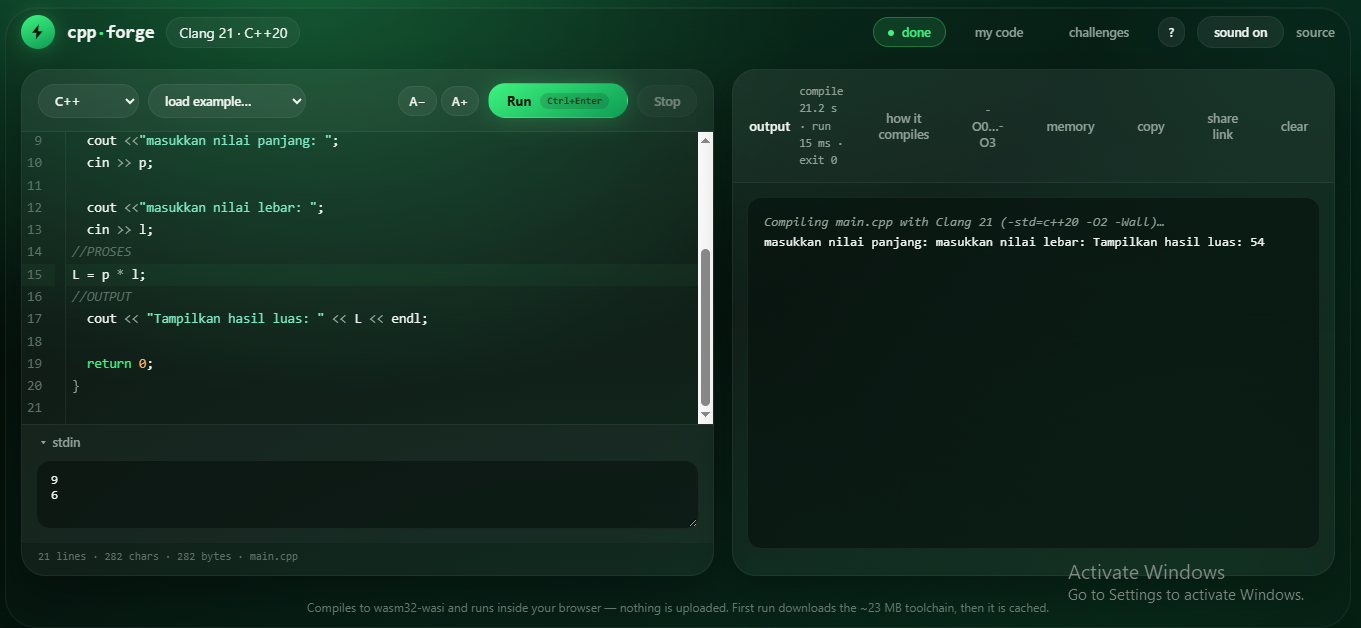 cpp·forge
Clang 21 · C++20
done
my code
challenges
?
sound on
source
C++
load example...
A−
A+
Run Ctrl+Enter
Stop
9 cout <<"masukkan nilai panjang: ";
10 cin >> p;
11
12 cout <<"masukkan nilai lebar: ";
13 cin >> l;
14 //PROSES
15 L = p * l;
16 //OUTPUT
17 cout << "Tampilkan hasil luas: " << L << endl;
18
19 return 0;
20 }
21
stdin
9
6
21 lines · 282 chars · 282 bytes · main.cpp
output
compile
21.2 s
· run
15 ms ·
exit 0
how it
compiles
-
O0…-
O3
memory
copy
share
link
clear
Compiling main.cpp with Clang 21 (-std=c++20 -O2 -Wall)…
masukkan nilai panjang: masukkan nilai lebar: Tampilkan hasil luas: 54
Activate Windows
Go to Settings to activate Windows.
Compiles to wasm32-wasi and runs inside your browser — nothing is uploaded. First run downloads the ~23 MB toolchain, then it is cached.